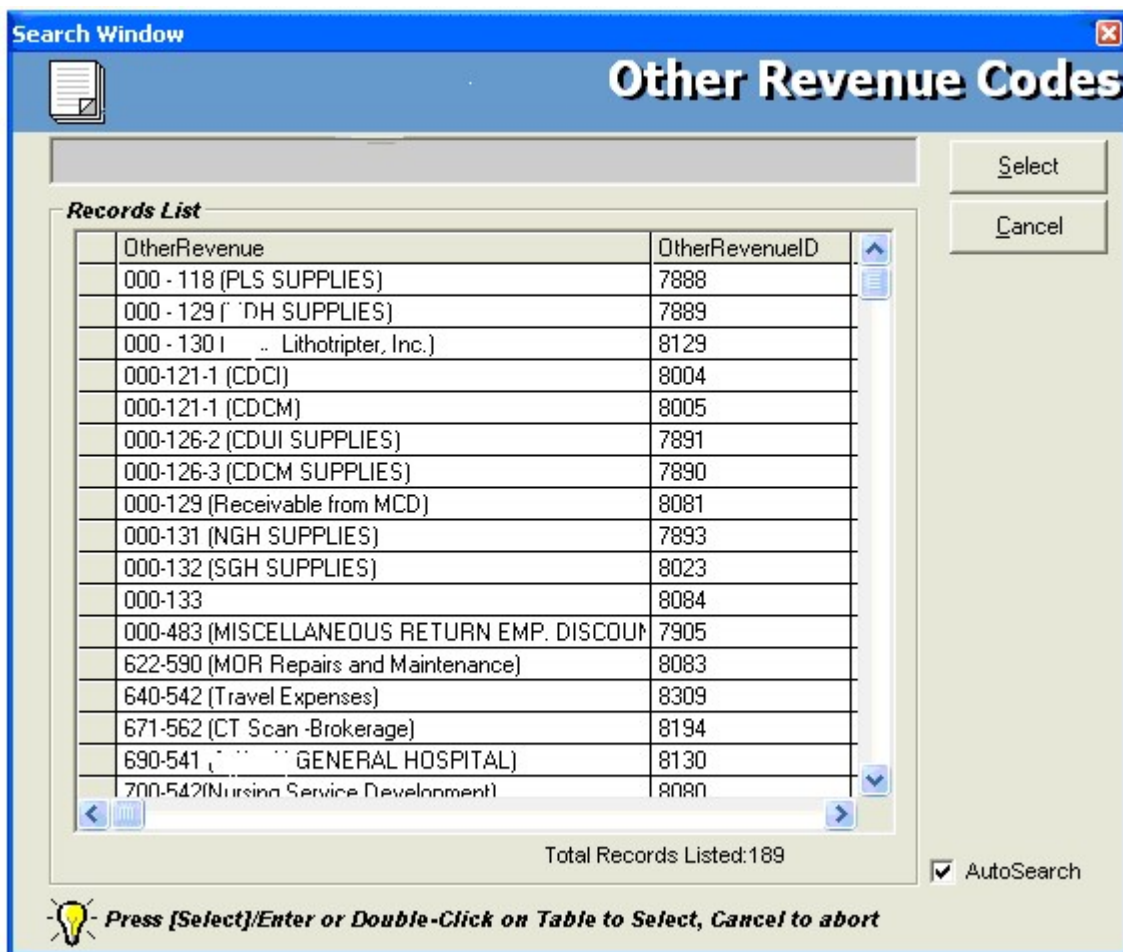 Search Window
Other Revenue Codes
Select
Records List
Cancel
OtherRevenue OtherRevenueID
000 - 118 (PLS SUPPLIES) 7888
000 - 129 SUPPLIES) 7889
000 - 130 Lithotripter, Inc.) 8129
000-121-1 (CDCI) 8004
000-121-1 (CDCM) 8005
000-126-2 (CDUI SUPPLIES) 7891
000-126-3 (CDCM SUPPLIES) 7890
000-129 (Receivable from MCD) 8081
000-131 (NGH SUPPLIES) 7893
000-132 (SGH SUPPLIES) 8023
000-133 8084
000-483 (MISCELLANEOUS RETURN EMP. DISCOUN 7905
622-590 (MOR Repairs and Maintenance) 8083
640-542 (Travel Expenses) 8309
671-562 (CT Scan -Brokerage) 8194
690-541 GENERAL HOSPITAL) 8130
700-542(Nursing Service Development) 8080
Total Records Listed:189
AutoSearch
Press [Select]/Enter or Double-Click on Table to Select, Cancel to abort